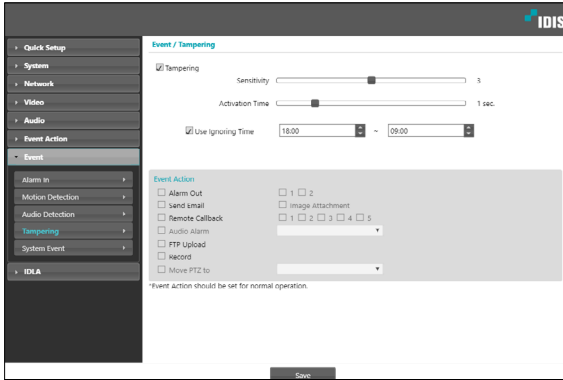 IDIS
Quick Setup
System
Network
Video
Audio
Event Action
Event
Alarm In
Motion Detection
Audio Detection
Tampering
System Event
IDLA
Event / Tampering
Tampering
Sensitivity 3
Activation Time 1 sec.
Use Ignoring Time 18:00 ~ 09:00
Event Action
Alarm Out 1 2
Send Email Image Attachment
Remote Callback 1 2 3 4 5
Audio Alarm
FTP Upload
Record
Move PTZ to
*Event Action should be set for normal operation.
Save